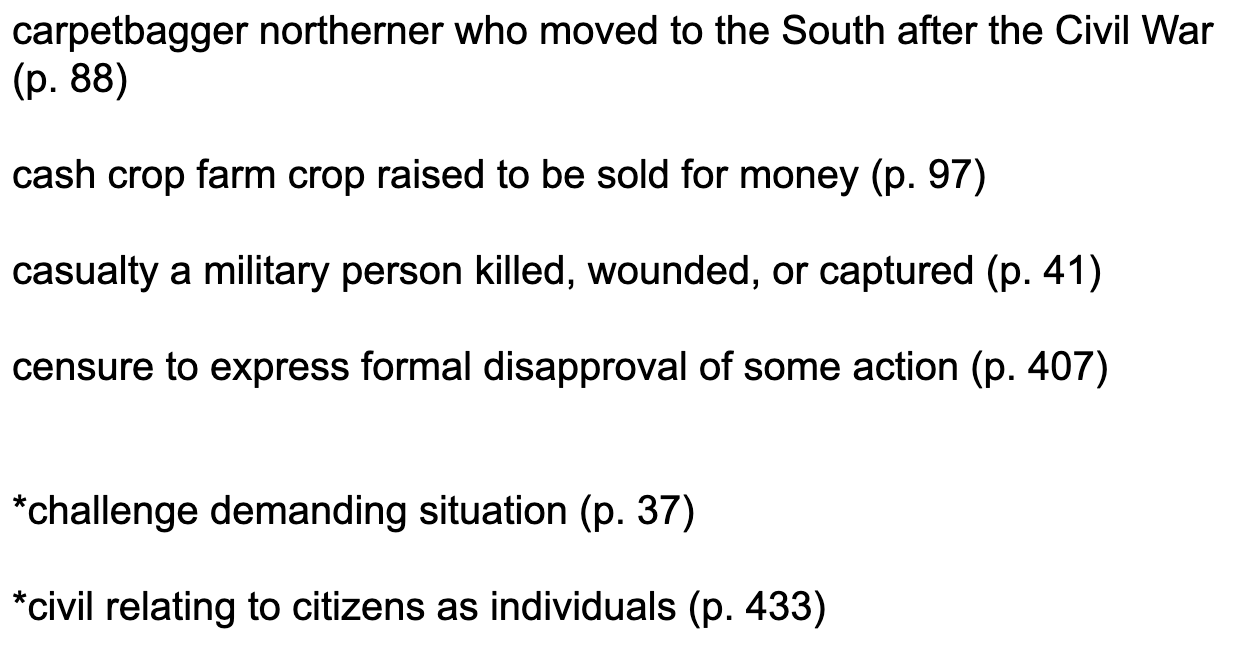 carpetbagger northerner who moved to the South after the Civil War
(p. 88)
cash crop farm crop raised to be sold for money (p. 97)
casualty a military person killed, wounded, or captured (p. 41)
censure to express formal disapproval of some action (p. 407)
*challenge demanding situation (p. 37)
*civil relating to citizens as individuals (p. 433)